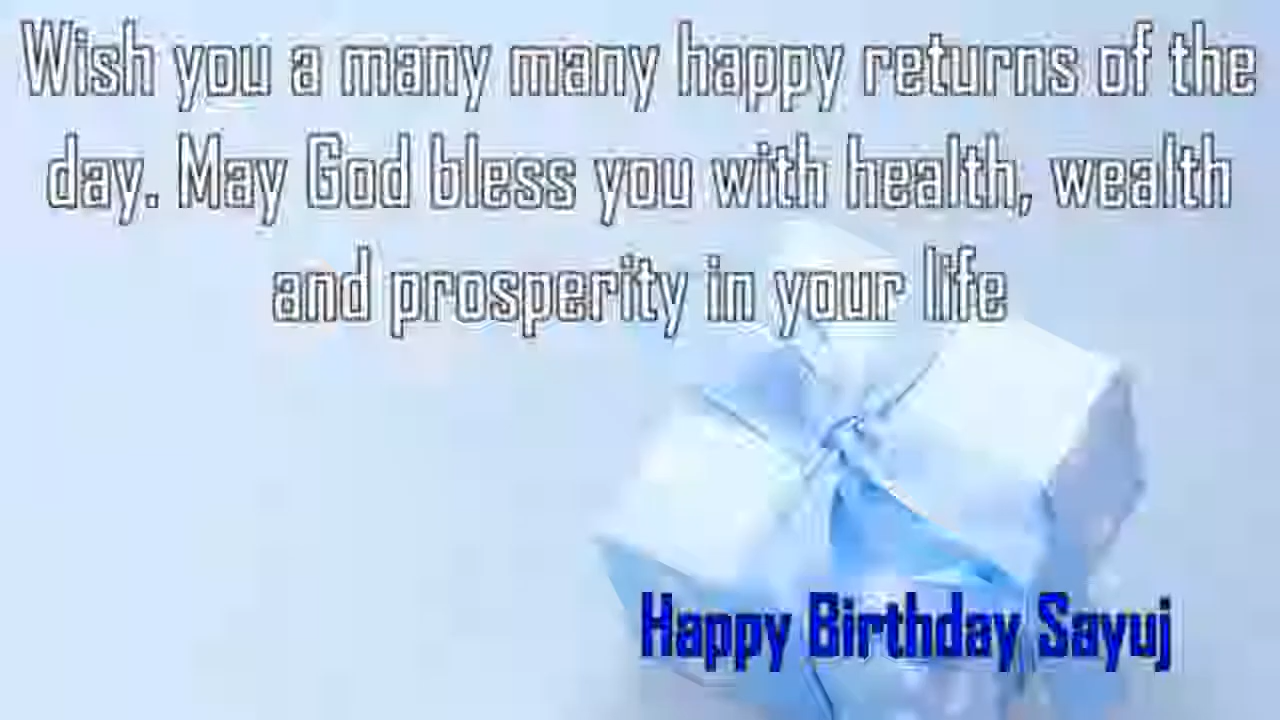 Wish you a many many happy returns of the
day. May God bless you with health, wealth
and prosperity in your life
Happy Birthday Sayuj